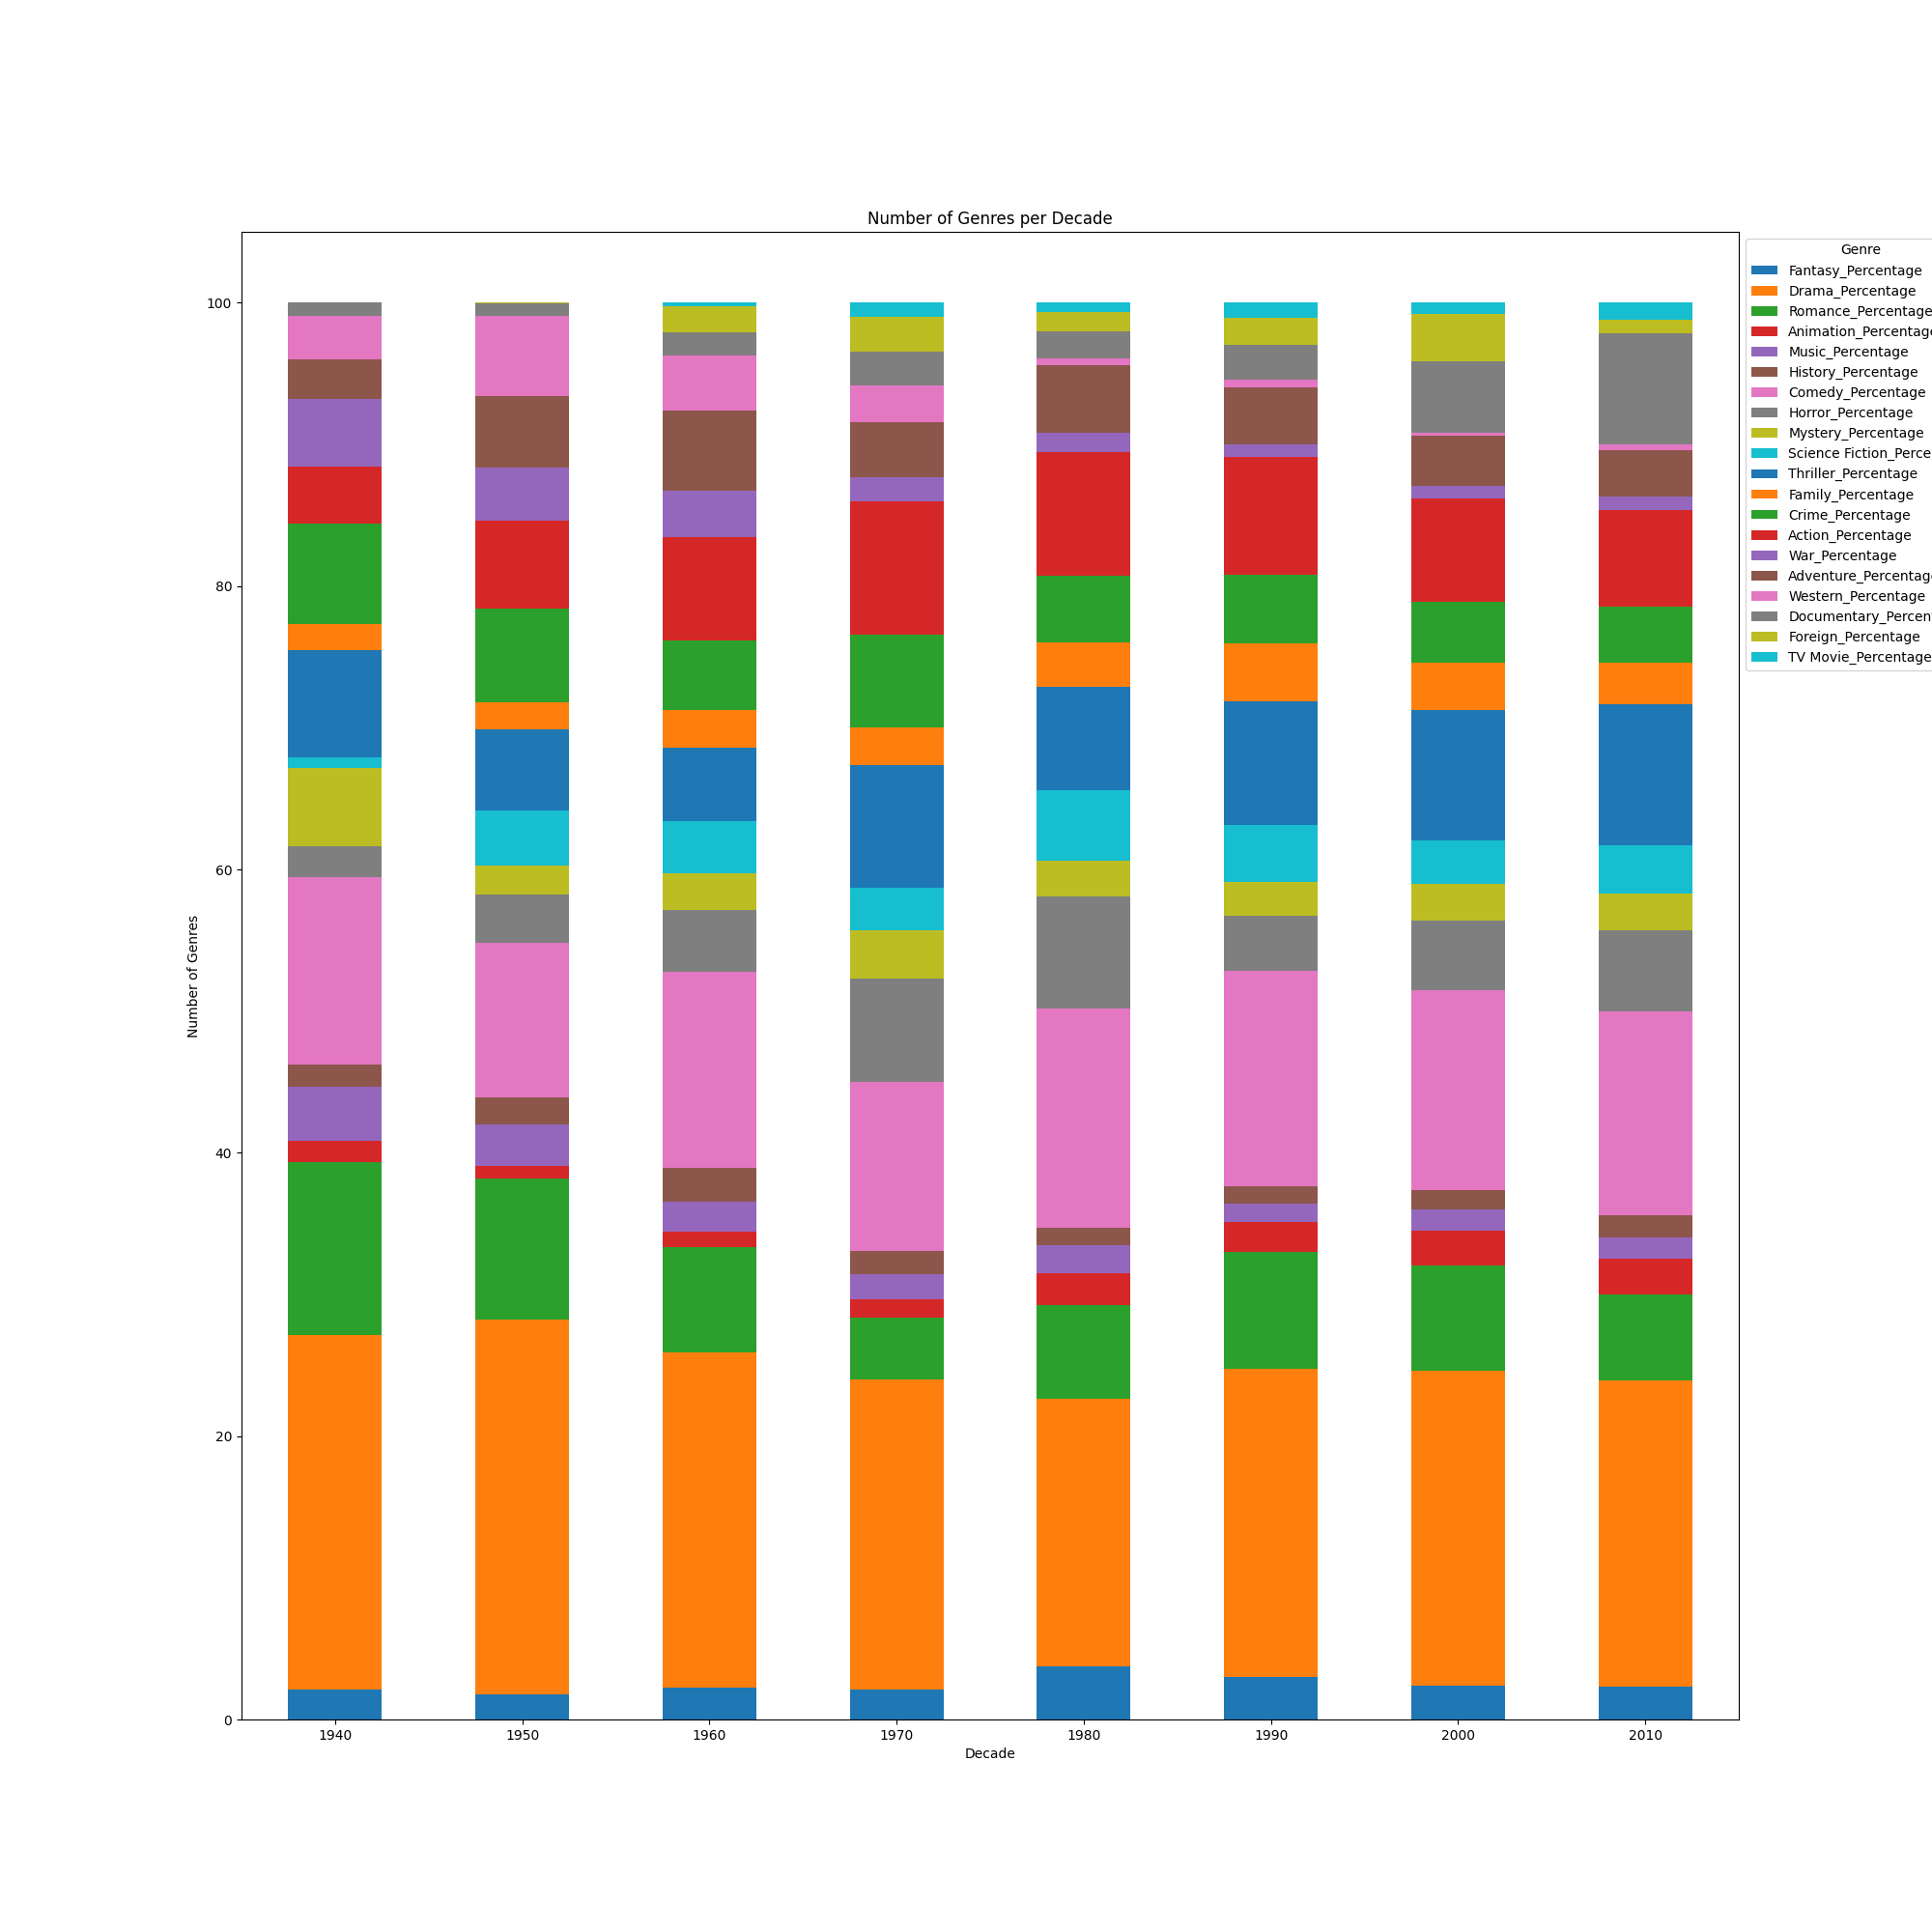 Number of Genres per Decade
Number of Genres
100
80
60
40
20
0
1940 1950 1960 1970 1980 1990 2000 2010
Decade
Genre
Fantasy_Percentage
Drama_Percentage
Romance_Percentage
Animation_Percentage
Music_Percentage
History_Percentage
Comedy_Percentage
Horror_Percentage
Mystery_Percentage
Science Fiction_Perce
Thriller_Percentage
Family_Percentage
Crime_Percentage
Action_Percentage
War_Percentage
Adventure_Percentage
Western_Percentage
Documentary_Percen
Foreign_Percentage
TV Movie_Percentage